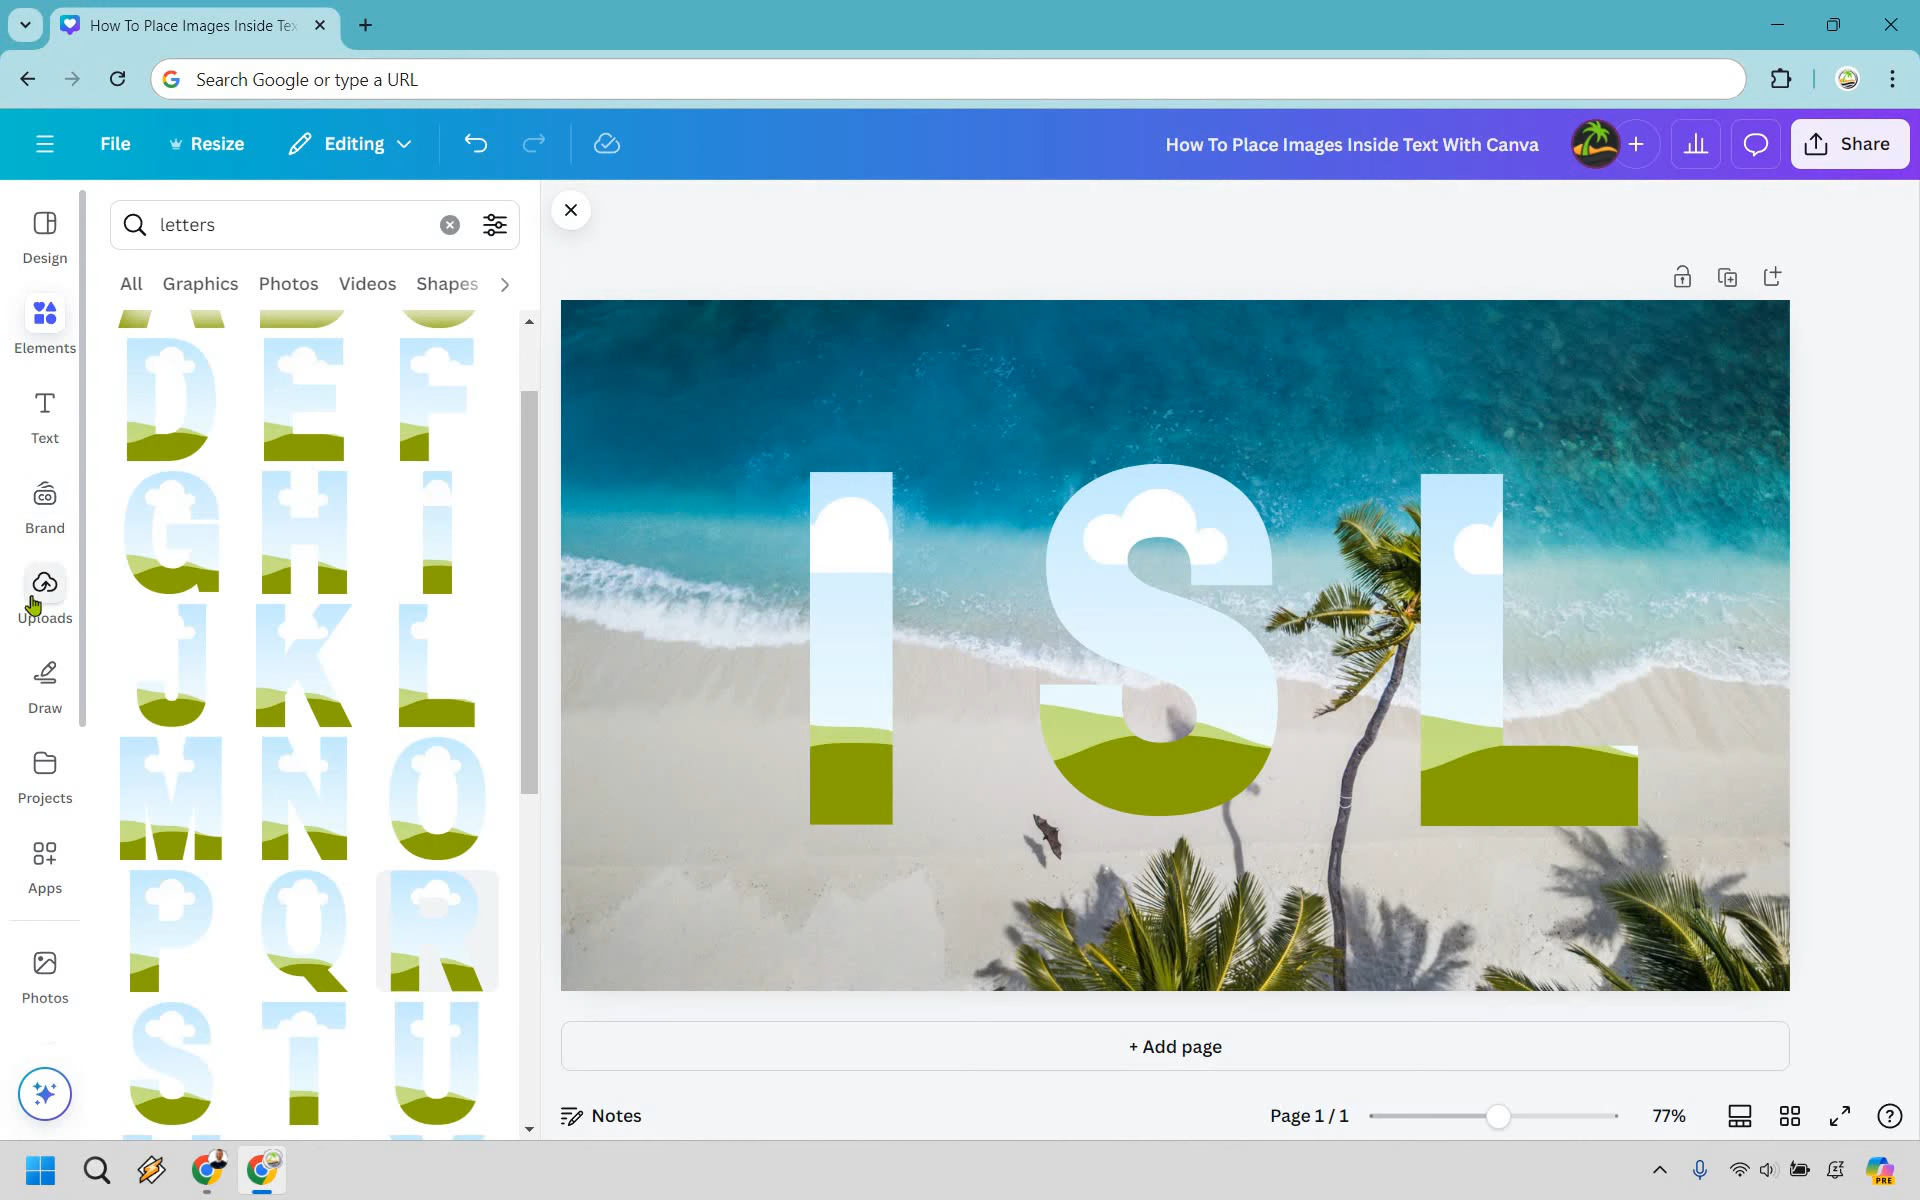 How To Place Images Inside Tex
Search Google or type a URL
File
Resize
Editing
How To Place Images Inside Text With Canva
Share
letters
All
Graphics
Photos
Videos
Shapes
Design
Elements
Text
Brand
CO
Uploads
Draw
Projects
Apps
Photos
D E F
G H I
J K L
M N O
P Q R
S T U
I S L
+ Add page
Notes
Page 1 / 1
77%
PRE